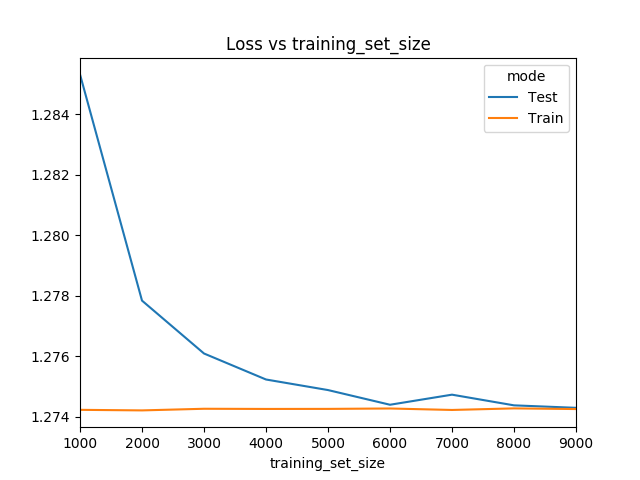 Loss vs training_set_size
mode
Test
Train
1.284
1.282
1.280
1.278
1.276
1.274
1000 2000 3000 4000 5000 6000 7000 8000 9000
training_set_size